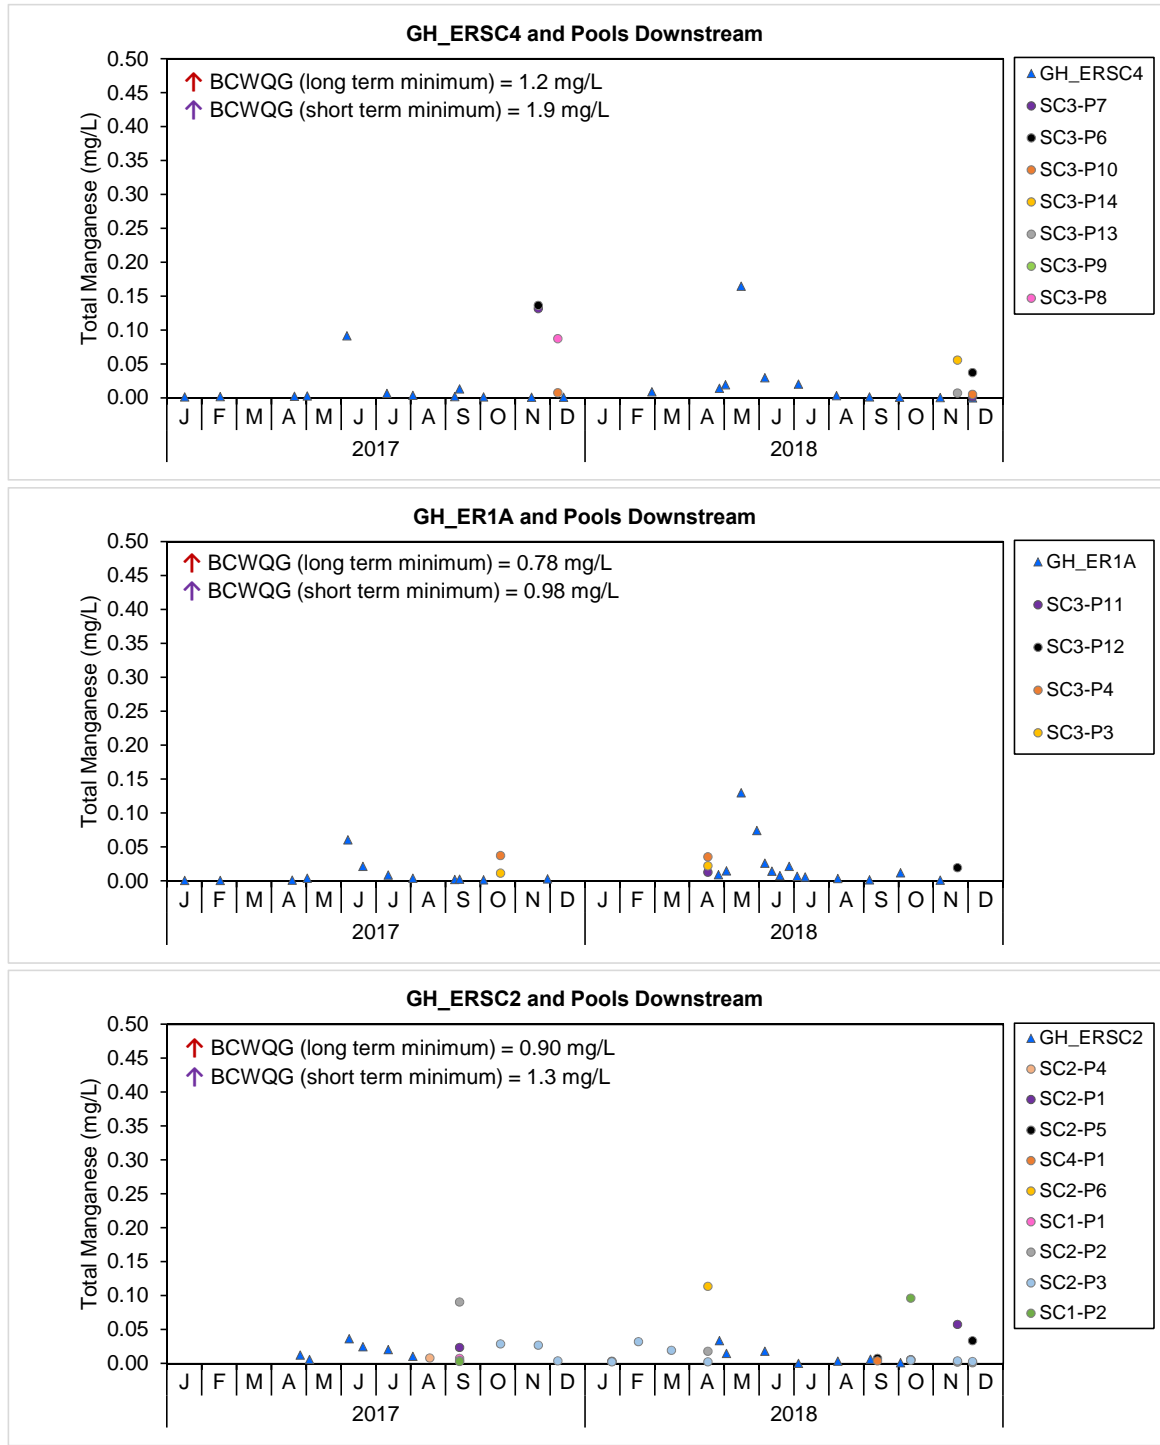 GH_ERSC4 and Pools Downstream
Total Manganese (mg/L)
0.50
0.45
0.40
0.35
0.30
0.25
0.20
0.15
0.10
0.05
0.00
↑ BCWQG (long term minimum) = 1.2 mg/L
↑ BCWQG (short term minimum) = 1.9 mg/L
J F M A M J J A S O N D J F M A M J J A S O N D
2017 2018
GH_ERSC4
SC3-P7
SC3-P6
SC3-P10
SC3-P14
SC3-P13
SC3-P9
SC3-P8
GH_ER1A and Pools Downstream
Total Manganese (mg/L)
0.50
0.45
0.40
0.35
0.30
0.25
0.20
0.15
0.10
0.05
0.00
↑ BCWQG (long term minimum) = 0.78 mg/L
↑ BCWQG (short term minimum) = 0.98 mg/L
J F M A M J J A S O N D J F M A M J J A S O N D
2017 2018
GH_ER1A
SC3-P11
SC3-P12
SC3-P4
SC3-P3
GH_ERSC2 and Pools Downstream
Total Manganese (mg/L)
0.50
0.45
0.40
0.35
0.30
0.25
0.20
0.15
0.10
0.05
0.00
↑ BCWQG (long term minimum) = 0.90 mg/L
↑ BCWQG (short term minimum) = 1.3 mg/L
J F M A M J J A S O N D J F M A M J J A S O N D
2017 2018
GH_ERSC2
SC2-P4
SC2-P1
SC2-P5
SC4-P1
SC2-P6
SC1-P1
SC2-P2
SC2-P3
SC1-P2